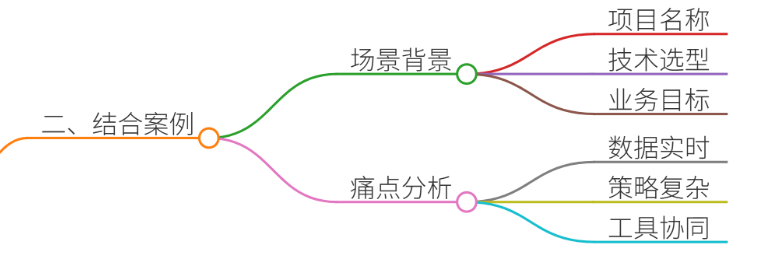 二、结合案例
场景背景
项目名称
技术选型
业务目标
痛点分析
数据实时
策略复杂
工具协同